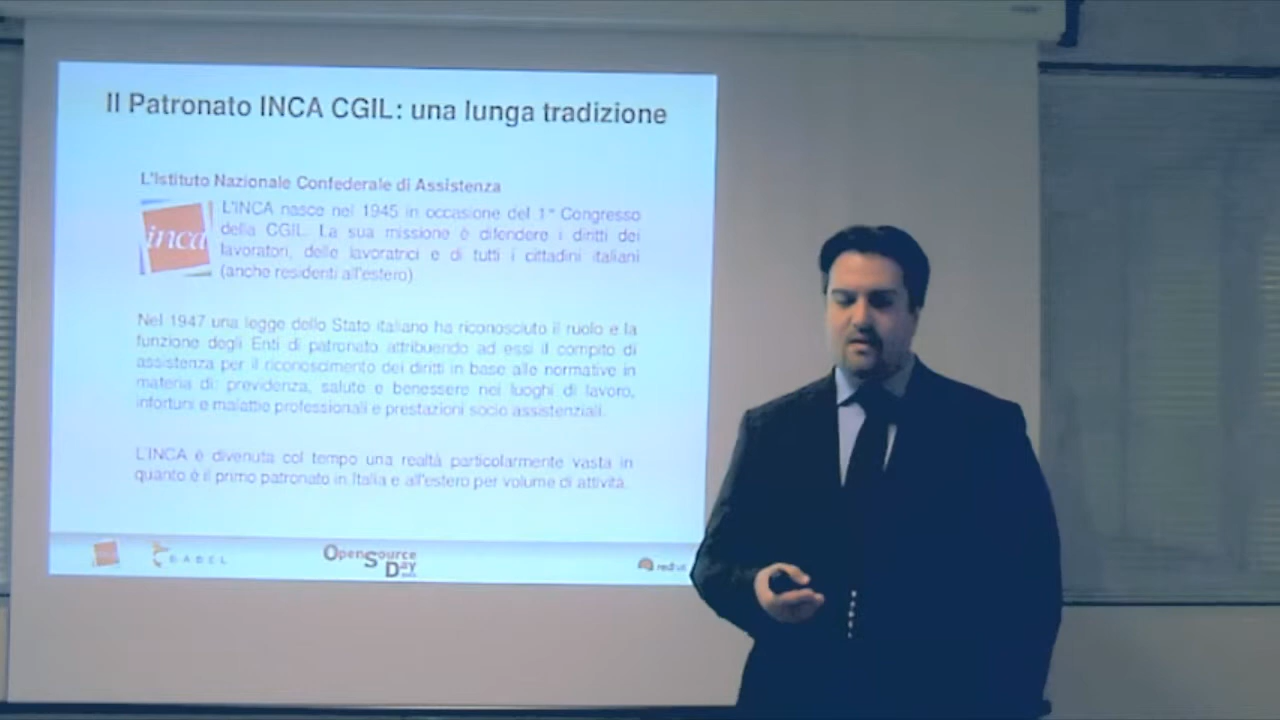 Il Patronato INCA CGIL: una lunga tradizione
L'Istituto Nazionale Confederale di Assistenza
inca
L'INCA nasce nel 1945 in occasione del 1° Congresso
della CGIL. La sua missione è difendere i diritti dei
lavoratori, delle lavoratrici e di tutti i cittadini italiani
(anche residenti all'estero)
Nel 1947 una legge dello Stato italiano ha riconosciuto il ruolo e la
funzione degli Enti di patronato attribuendo ad essi il compito di
assistenza per il riconoscimento dei diritti in base alle normative in
materia di: previdenza, salute e benessere nei luoghi di lavoro,
infortuni e malattie professionali e prestazioni socio assistenziali.
L'INCA è divenuta col tempo una realtà particolarmente vasta in
quanto è il primo patronato in Italia e all'estero per volume di attività.
BABEL
OpenSource
Day